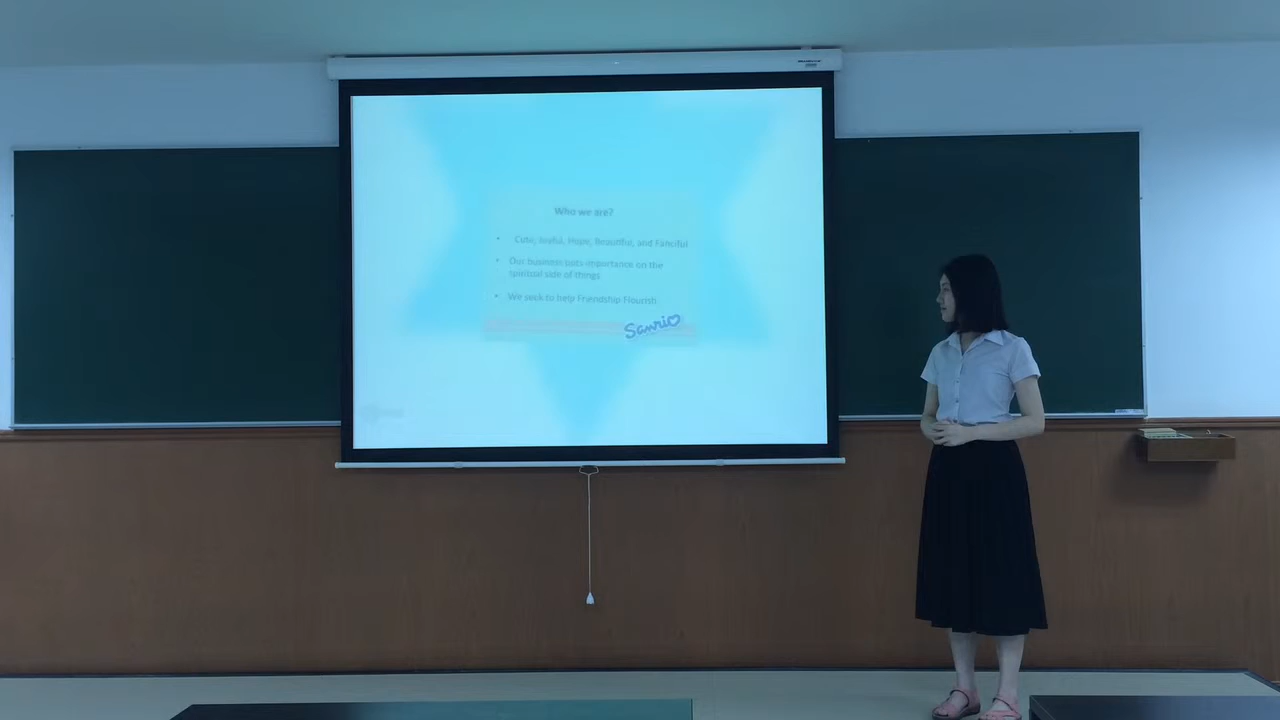 Who we are?
• Cute, Joyful, Hope, Beautiful, and Fanciful
• Our business puts importance on the
spiritual side of things
• We seek to help Friendship Flourish
Sanrio